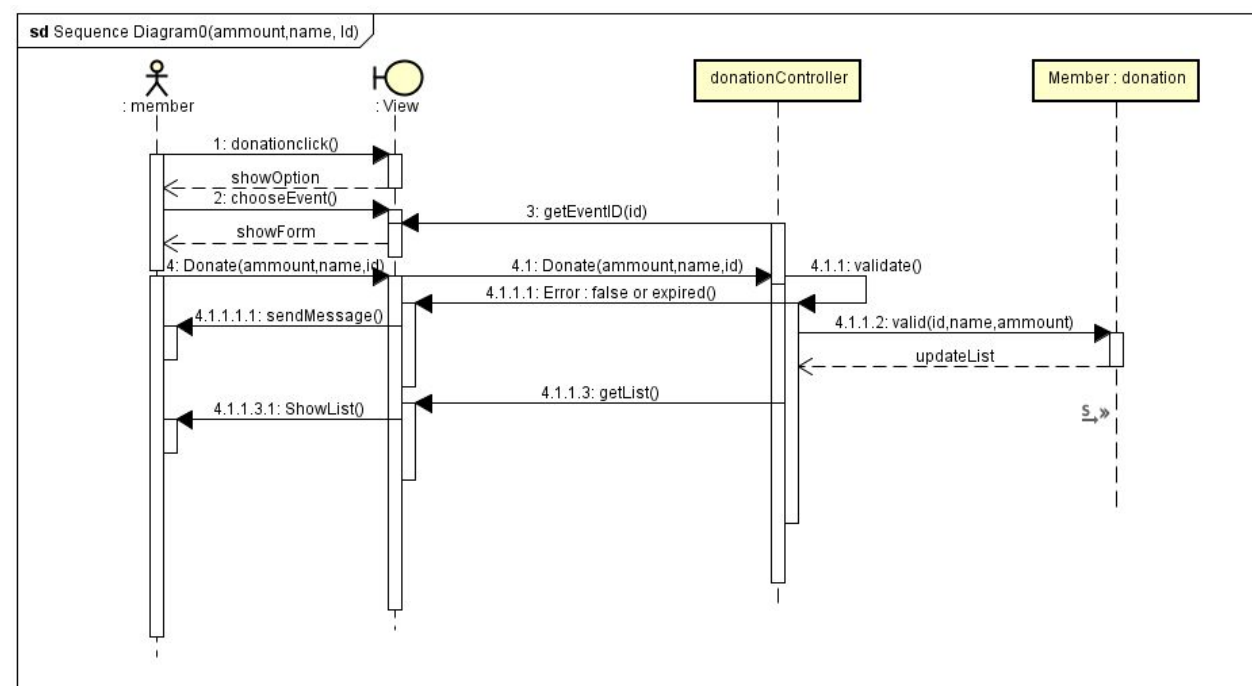 sd Sequence Diagram0(ammount,name, Id)
: member
: View
donationController
Member : donation
1: donationclick()
showOption
2: chooseEvent()
3: getEventID(id)
showForm
4: Donate(ammount,name,id)
4.1: Donate(ammount,name,id)
4.1.1: validate()
4.1.1.1: Error : false or expired()
4.1.1.1.1: sendMessage()
4.1.1.2: valid(id,name,ammount)
updateList
4.1.1.3: getList()
4.1.1.3.1: ShowList()
S